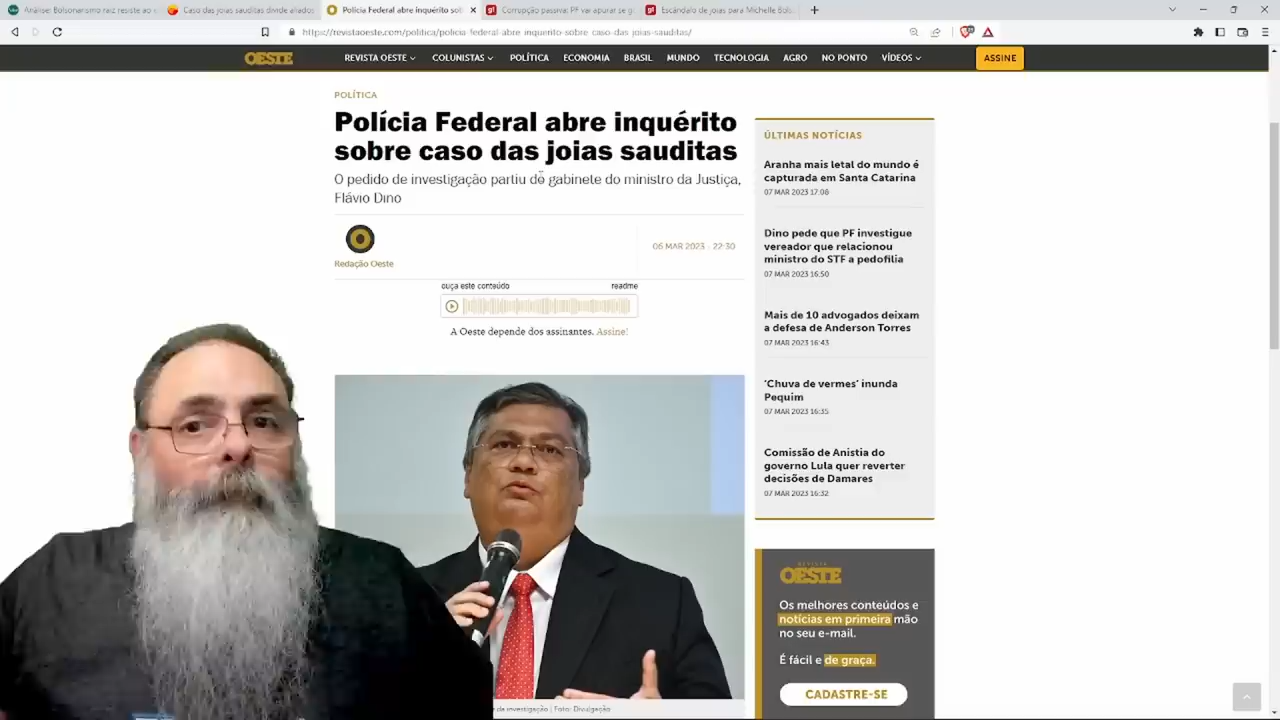 Análise: Bolsonarismo raiz resiste ao
Caso das joias sauditas divide aliados
Polícia Federal abre inquérito sob
Corrupção passiva: PF vai apurar se
Escândalo de joias para Michelle Bols
https://revistaoeste.com/politica/policia-federal-abre-inquerito-sobre-caso-das-joias-sauditas/
OESTE
REVISTA OESTE
COLUNISTAS
POLÍTICA
ECONOMIA
BRASIL
MUNDO
TECNOLOGIA
AGRO
NO PONTO
VÍDEOS
ASSINE
POLÍTICA
Polícia Federal abre inquérito
sobre caso das joias sauditas
O pedido de investigação partiu do gabinete do ministro da Justiça,
Flávio Dino
Redação Oeste
06 MAR 2023 - 22:30
ouça este conteúdo
readme
A Oeste depende dos assinantes. Assine!
de investigação | Foto: Divulgação
ÚLTIMAS NOTÍCIAS
Aranha mais letal do mundo é
capturada em Santa Catarina
07 MAR 2023 17:06
Dino pede que PF investigue
vereador que relacionou
ministro do STF a pedofilia
07 MAR 2023 16:50
Mais de 10 advogados deixam
a defesa de Anderson Torres
07 MAR 2023 16:43
'Chuva de vermes' inunda
Pequim
07 MAR 2023 16:35
Comissão de Anistia do
governo Lula quer reverter
decisões de Damares
07 MAR 2023 16:32
REVISTA
OESTE
Os melhores conteúdos e
notícias em primeira mão
no seu e-mail.
É fácil e de graça.
CADASTRE-SE